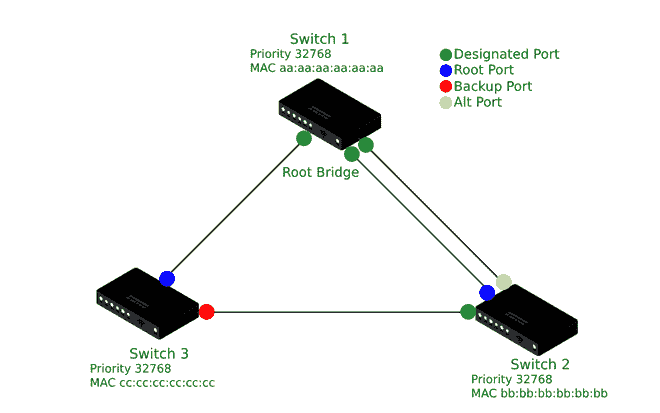 Switch 1
Priority 32768
MAC aa:aa:aa:aa:aa:aa
Designated Port
Root Port
Backup Port
Alt Port
Root Bridge
Switch 3
Priority 32768
MAC cc:cc:cc:cc:cc:cc
Switch 2
Priority 32768
MAC bb:bb:bb:bb:bb:bb